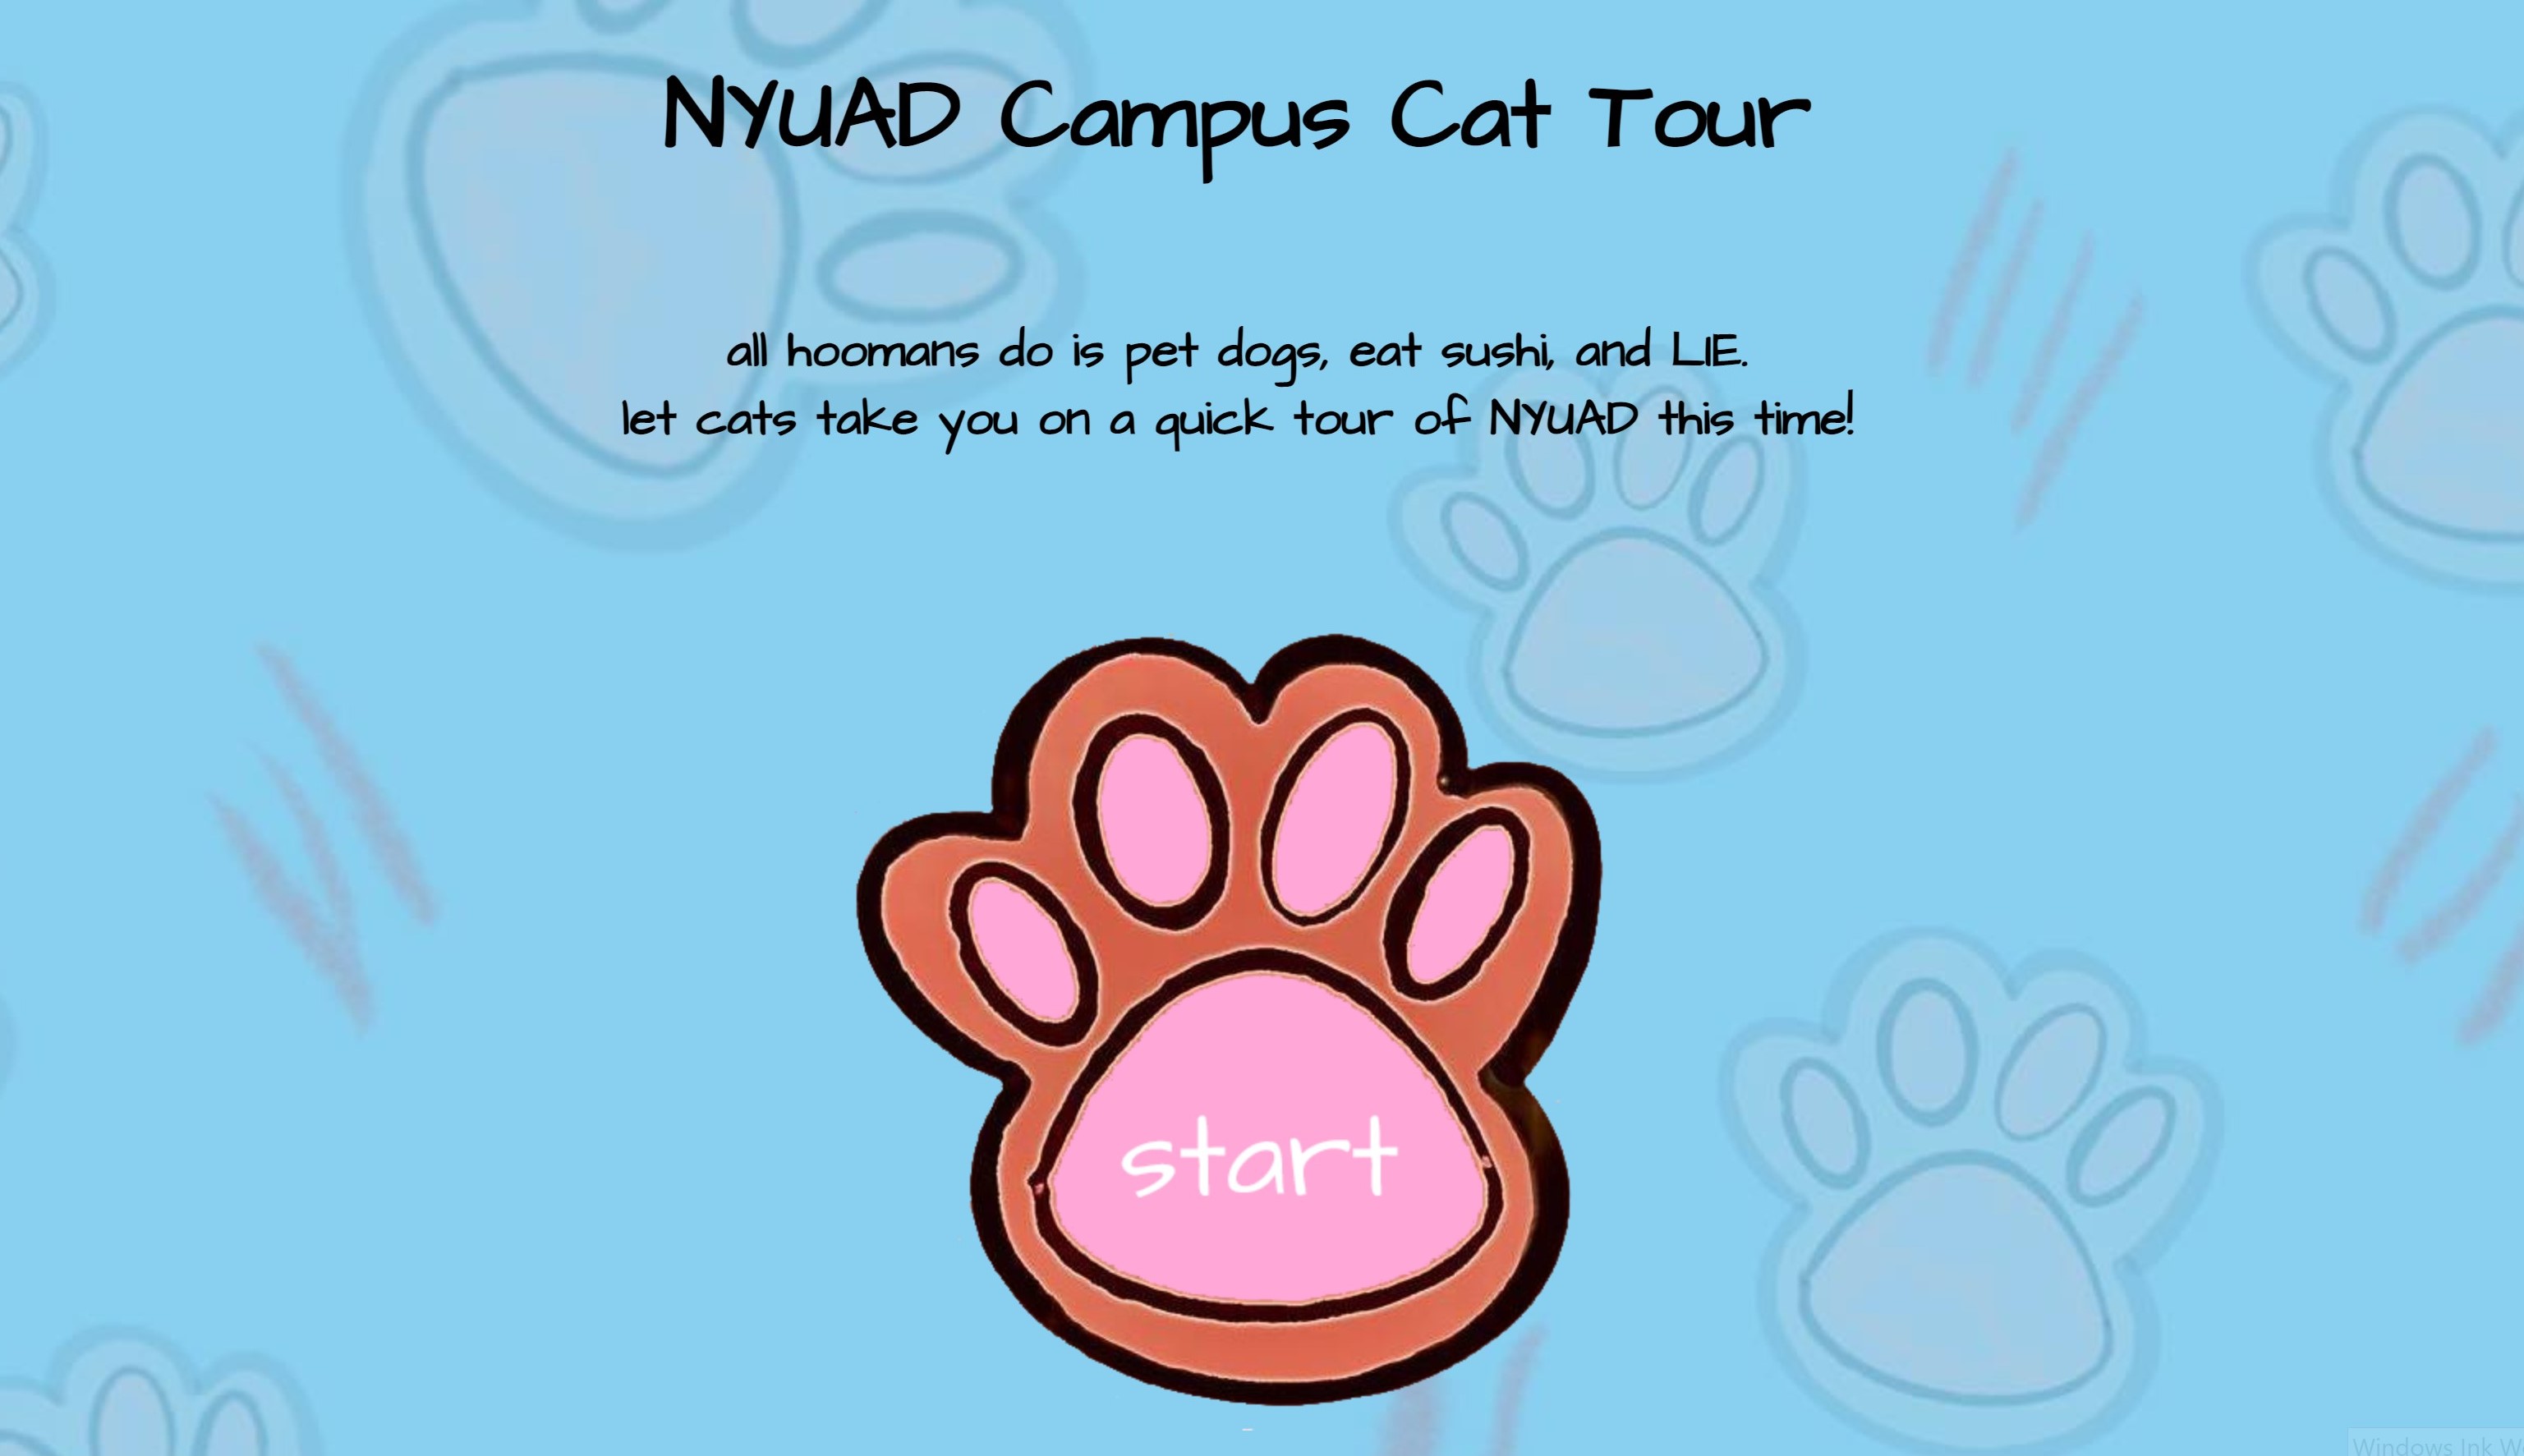 NYUAD Campus Cat Tour
all hoomans do is pet dogs, eat sushi, and LIE.
let cats take you on a quick tour of NYUAD this time!
start
Windows Ink W